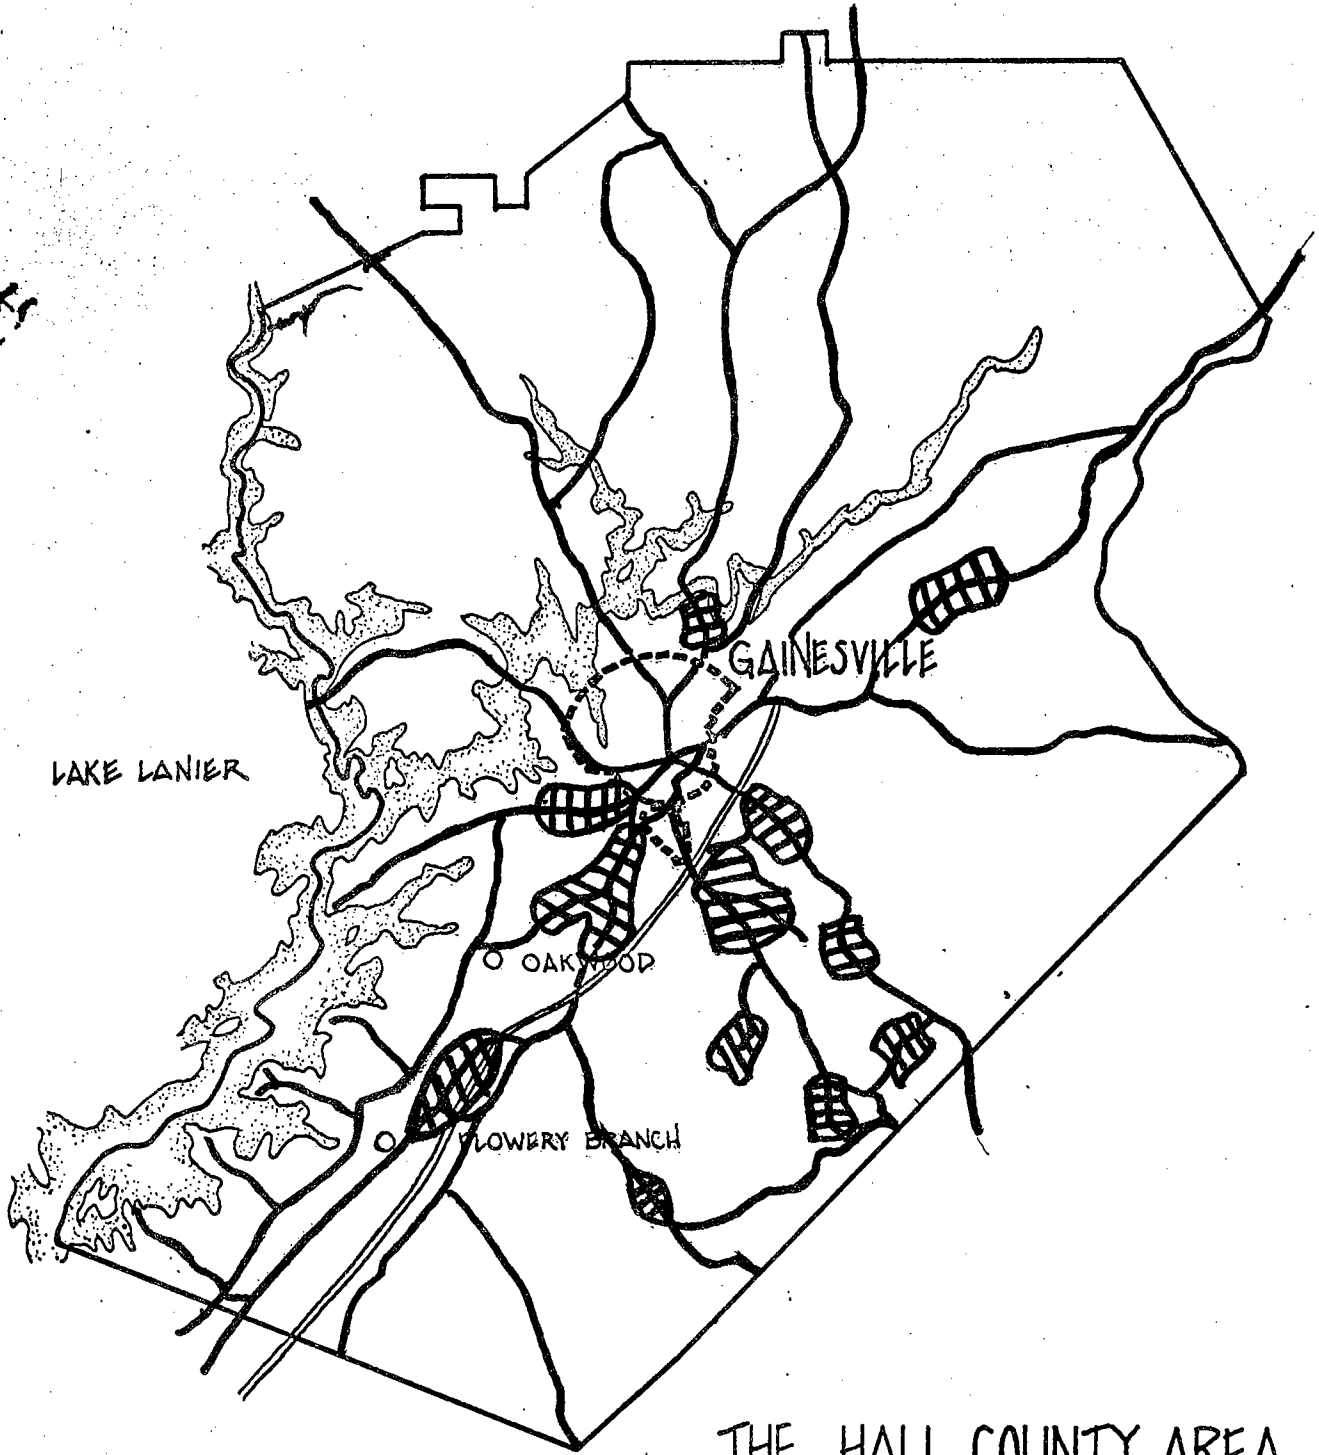 GAINESVILLE
LAKE LANIER
OAKWOOD
FLOWERY BRANCH
THE HALL COUNTY AREA